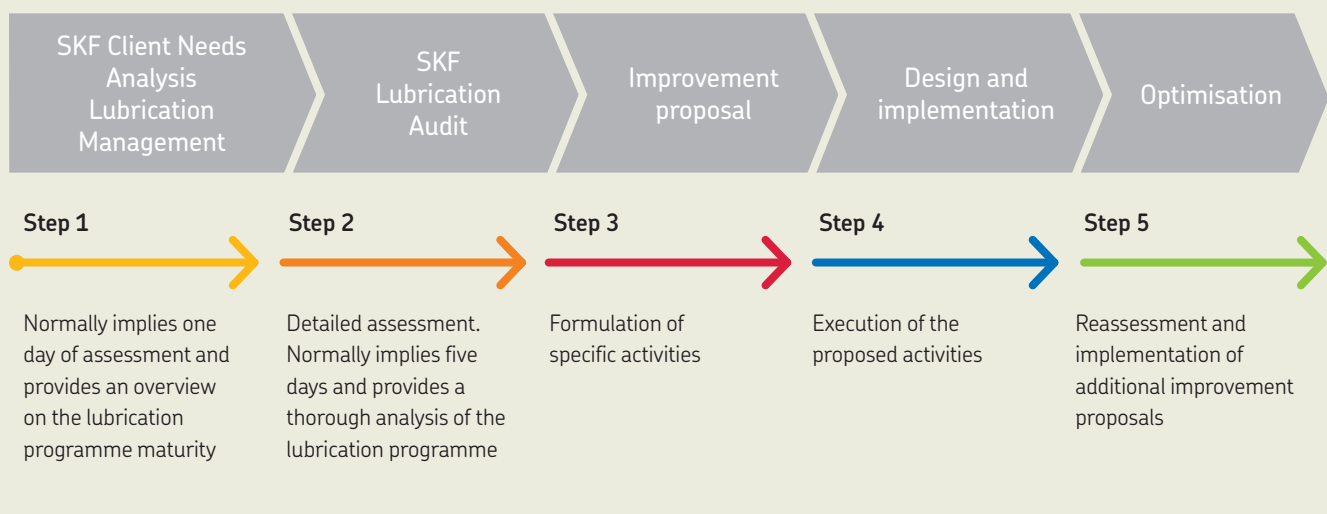 SKF Client Needs
Analysis
Lubrication
Management
SKF
Lubrication
Audit
Improvement
proposal
Design and
implementation
Optimisation
Step 1
Step 2
Step 3
Step 4
Step 5
Normally implies one
day of assessment and
provides an overview
on the lubrication
programme maturity
Detailed assessment.
Normally implies five
days and provides a
thorough analysis of the
lubrication programme
Formulation of
specific activities
Execution of the
proposed activities
Reassessment and
implementation of
additional improvement
proposals